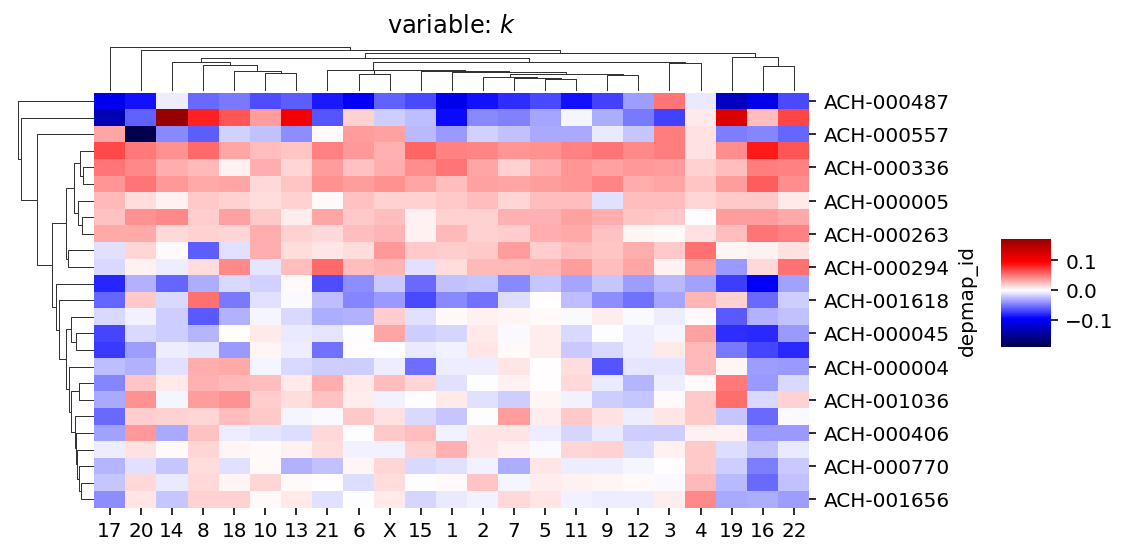 variable: k
ACH-000487
ACH-000557
ACH-000336
ACH-000005
ACH-000263
ACH-000294
ACH-001618
ACH-000045
ACH-000004
ACH-001036
ACH-000406
ACH-000770
ACH-001656
depmap_id
0.1
0.0
−0.1
17 20 14 8 18 10 13 21 6 X 15 1 2 7 5 11 9 12 3 4 19 16 22